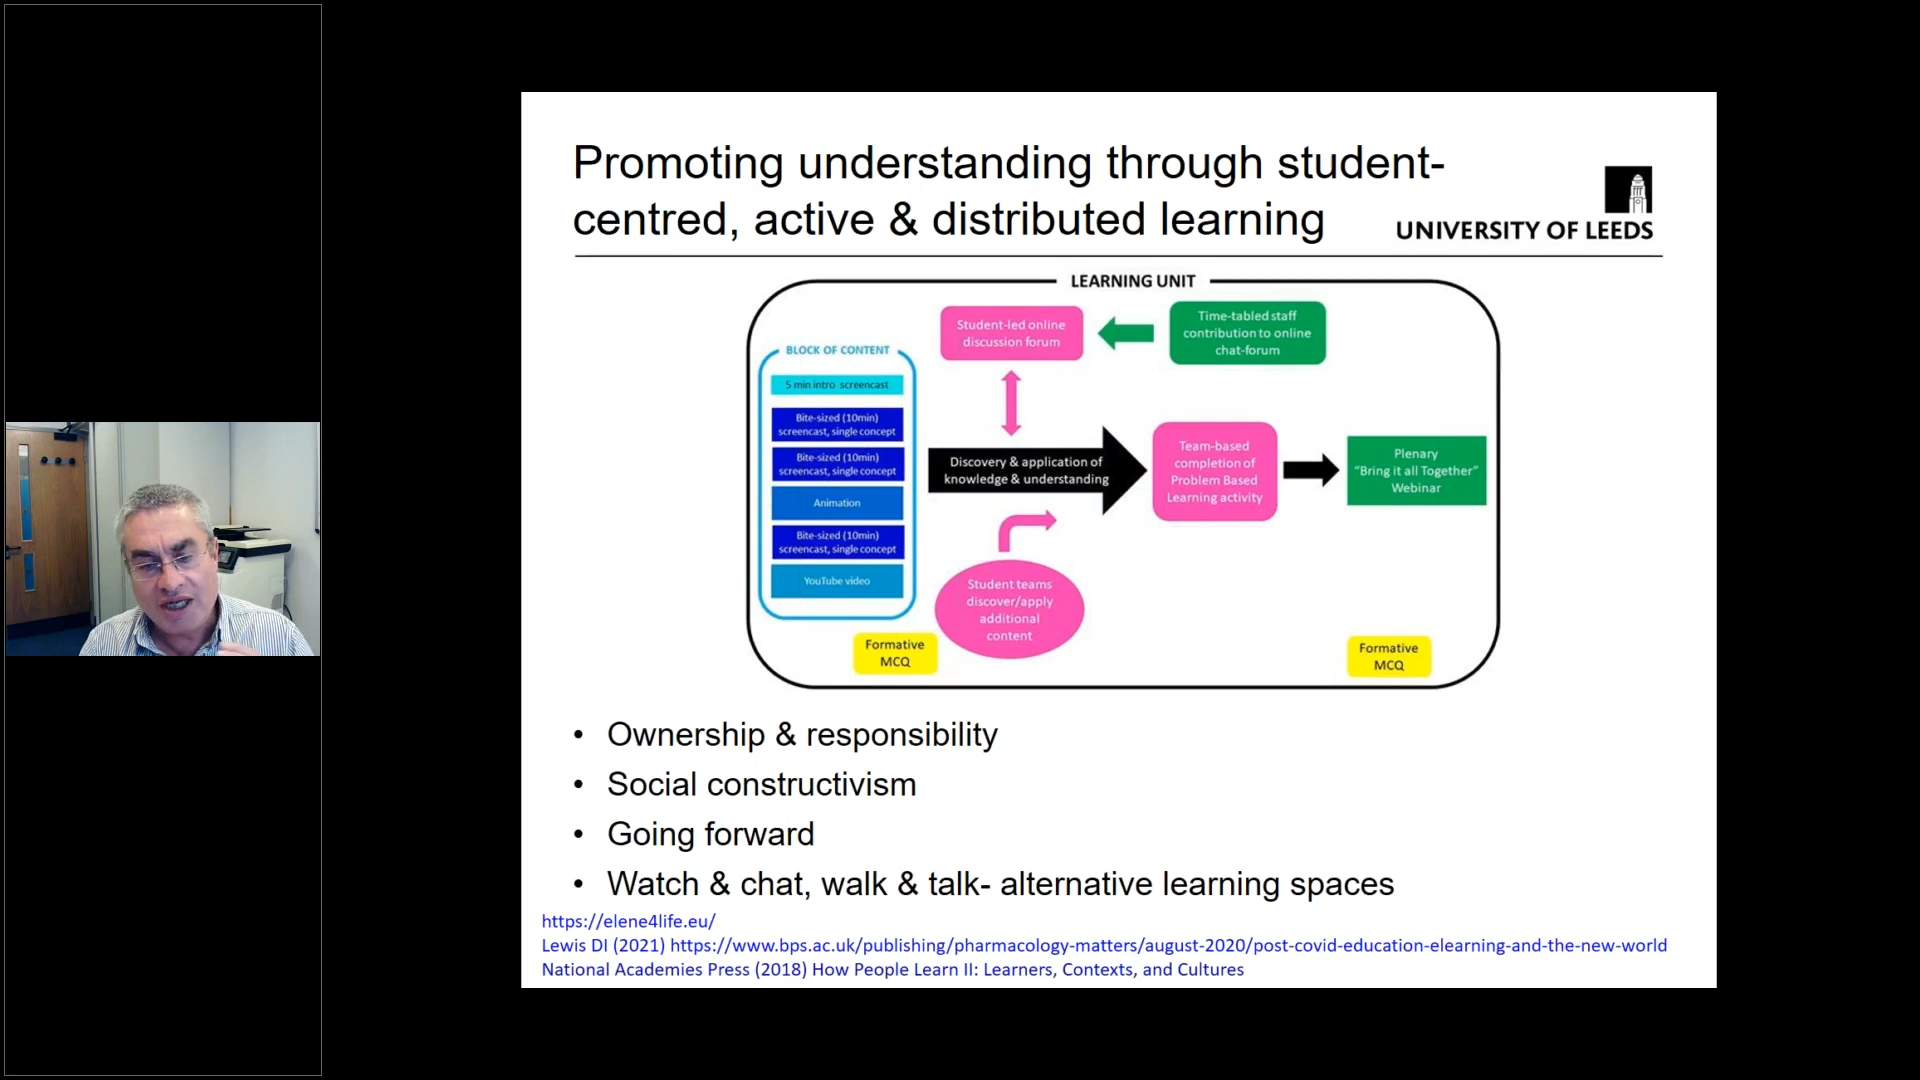 Promoting understanding through student-
centred, active & distributed learning
UNIVERSITY OF LEEDS
LEARNING UNIT
BLOCK OF CONTENT
5 min intro screencast
Bite-sized (10min)
screencast, single concept
Bite-sized (10min)
screencast, single concept
Animation
Bite-sized (10min)
screencast, single concept
YouTube video
Formative
MCQ
Student-led online
discussion forum
Time-tabled staff
contribution to online
chat-forum
Discovery & application of
knowledge & understanding
Student teams
discover/apply
additional
content
Team-based
completion of
Problem Based
Learning activity
Plenary
“Bring it all Together”
Webinar
Formative
MCQ
• Ownership & responsibility
• Social constructivism
• Going forward
• Watch & chat, walk & talk- alternative learning spaces
https://elene4life.eu/
Lewis DI (2021) https://www.bps.ac.uk/publishing/pharmacology-matters/august-2020/post-covid-education-elearning-and-the-new-world
National Academies Press (2018) How People Learn II: Learners, Contexts, and Cultures